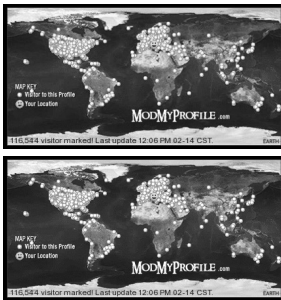 MAP KEY
Visitor to this Profile
Your Location
MODMYPROFILE.com
116,544 visitor marked! Last update 12:06 PM 02-14 CST.
EARTH
MAP KEY
Visitor to this Profile
Your Location
MODMYPROFILE.com
116,544 visitor marked! Last update 12:06 PM 02-14 CST.
EARTH